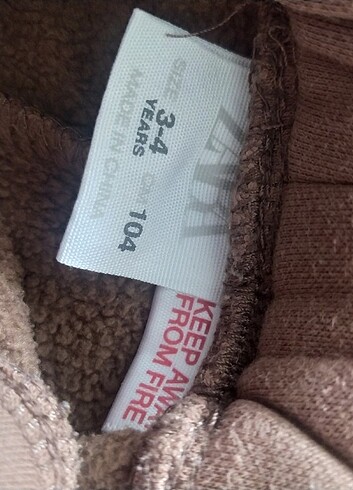 ZARA
SIZE: 3-4
YEARS CM 104
MADE IN CHINA
KEEP AWA
FROM FIRE